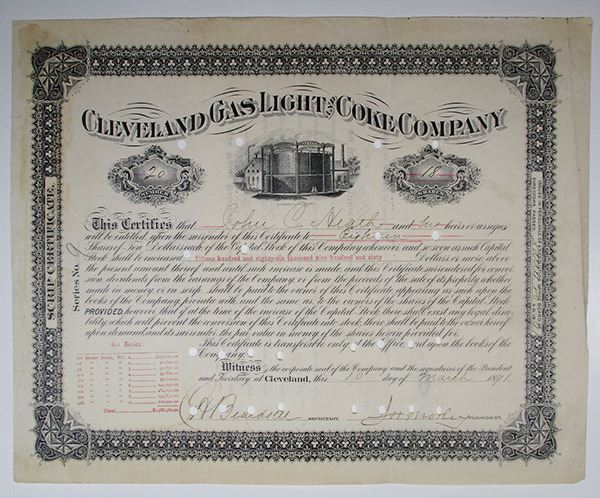 CLEVELAND GAS LIGHT AND COKE COMPANY
20
NUMBER
18
SHARES
SCRIP CERTIFICATE.
Series No. 9
This Certifies that John C. Heath and his heirs or assigns
will be entitled upon the surrender of this Certificate to Eighteen
Shares of Ten Dollars each of the Capital Stock of this Company whenever, and so soon as such Capital
Stock shall be increased Fifteen hundred and eighty-six thousand nine hundred and sixty Dollars or more above
the present amount thereof and until such increase is made and this Certificate surrendered for conver-
sion, dividends from the earnings of the Company, or from the proceeds of the sale of its property whether
made in money or in scrip shall be paid to the owner of this Certificate appearing as such upon the
books of the Company, prorate with and the same as to the owners of the shares of the Capital Stock.
PROVIDED, however, that if at the time of the increase of the Capital Stock there shall exist any legal disa-
bility which will prevent the conversion of this Certificate into stock, there shall be paid to the owner hereof
upon demand and its surrender, the par value in money of the shares herein provided for.
This Certificate is transferable only at the Office and upon the books of the
Company.
Witness the corporate seal of the Company and the signatures of the President
and Secretary at Cleveland, this 10 day of March 1891
Series.
Total,
SECRETARY
PRESIDENT.